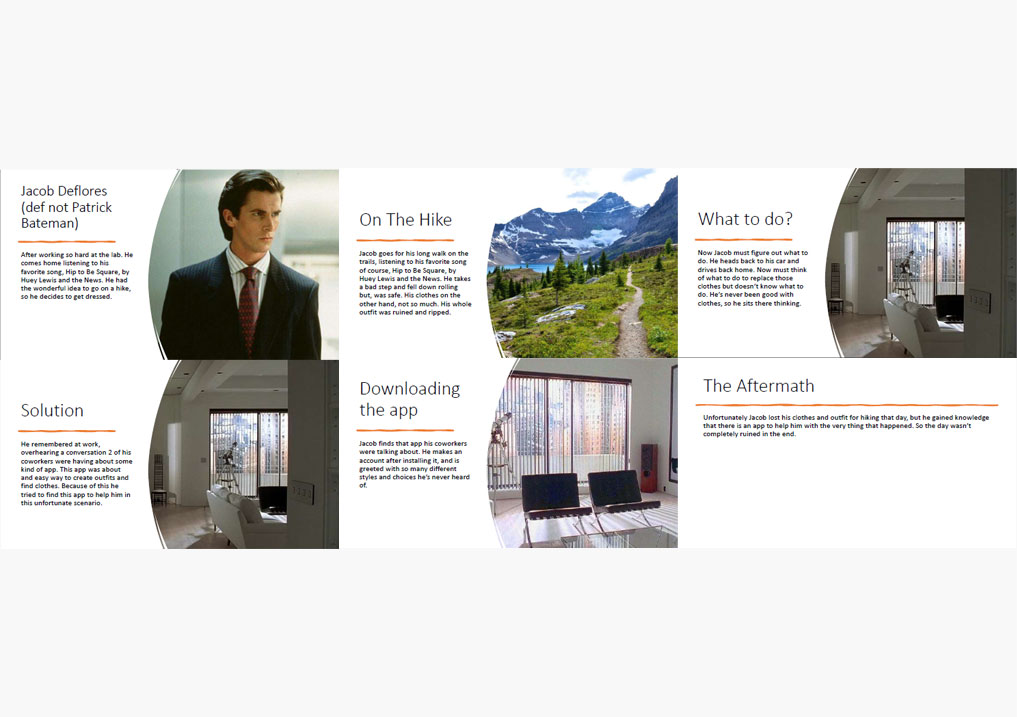 Jacob Deflores
(def not Patrick
Bateman)
After working so hard at the lab. He
comes home listening to his
favorite song, Hip to Be Square, by
Huey Lewis and the News. He had
the wonderful idea to go on a hike,
so he decides to get dressed.
On The Hike
Jacob goes for his long walk on the
trails, listening to his favorite song
of course, Hip to Be Square, by
Huey Lewis and the News. He takes
a bad step and fell down rolling
but, was safe. His clothes on the
other hand, not so much. His whole
outfit was ruined and ripped.
What to do?
Now Jacob must figure out what to
do. He heads back to his car and
drives back home. Now must think
of what to do to replace those
clothes but doesn't know what to
do. He's never been good with
clothes, so he sits there thinking.
Solution
He remembered at work,
overhearing a conversation 2 of his
coworkers were having about some
kind of app. This app was about
and easy way to create outfits and
find clothes. Because of this he
tried to find this app to help him in
this unfortunate scenario.
Downloading
the app
Jacob finds that app his coworkers
were talking about. He makes an
account after installing it, and is
greeted with so many different
styles and choices he's never heard
of.
The Aftermath
Unfortunately Jacob lost his clothes and outfit for hiking that day, but he gained knowledge
that there is an app to help him with the very thing that happened. So the day wasn't
completely ruined in the end.